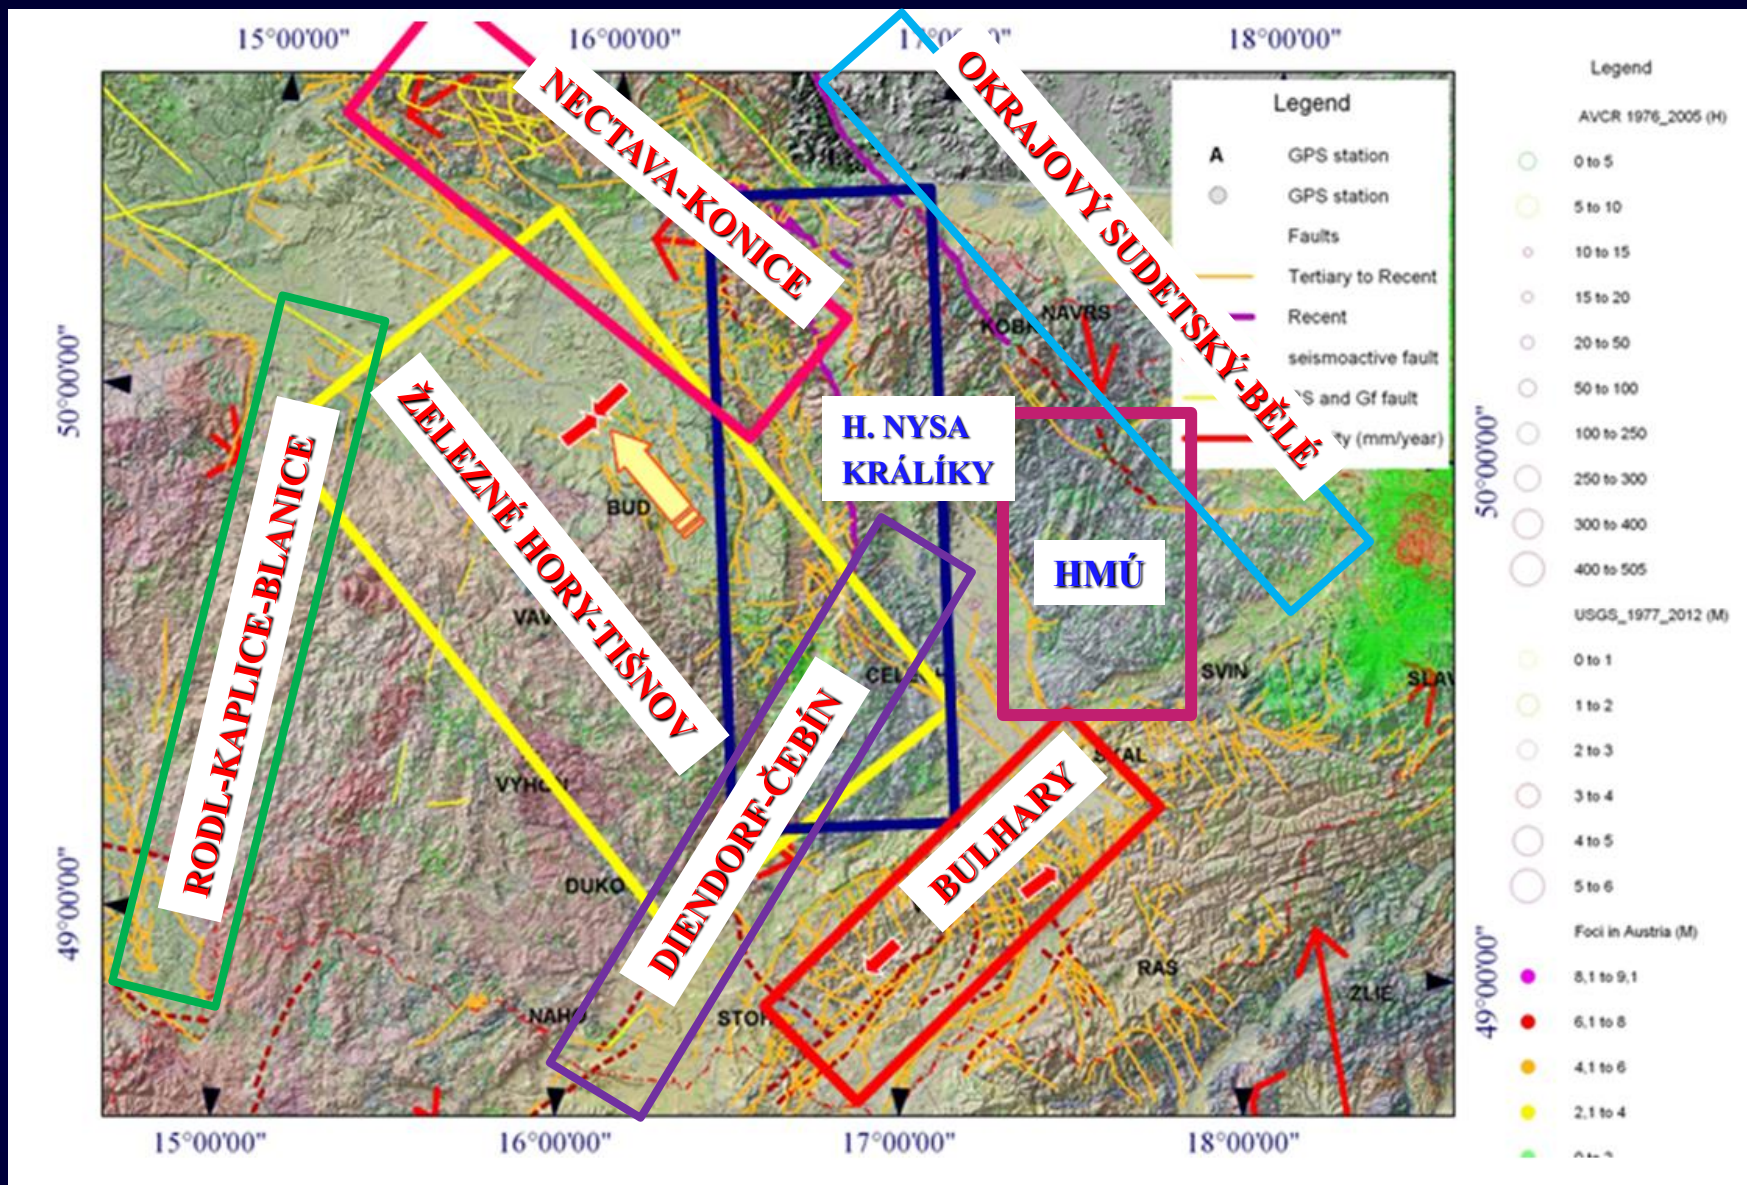 15°00'00"
16°00'00"
18°00'00"
NECTAVA-KONICE
OKRAJOVÝ SUDETSKÝ-BĚLÉ
Legend
A GPS station
GPS station
Faults
Tertiary to Recent
Recent
seismoactive fault
and Gf fault
(mm/year)
NAVRS
50°00'00"
50°00'00"
ŽELEZNÉ HORY-TIŠNOV
RODL-KAPLICE-BLANICE
H. NYSA
KRÁLÍKY
BUD
HMÚ
SVIN
DIENDORF-ČEBÍN
BULHARY
DUKO
RAS
ZLIE
49°00'00"
49°00'00"
15°00'00"
16°00'00"
17°00'00"
18°00'00"
Legend
AVCR 1976_2005 (H)
0 to 5
5 to 10
10 to 15
15 to 20
20 to 50
50 to 100
100 to 250
250 to 300
300 to 400
400 to 505
USGS_1977_2012 (M)
0 to 1
1 to 2
2 to 3
3 to 4
4 to 5
5 to 6
Foci in Austria (M)
8,1 to 9,1
6,1 to 8
4,1 to 6
2,1 to 4